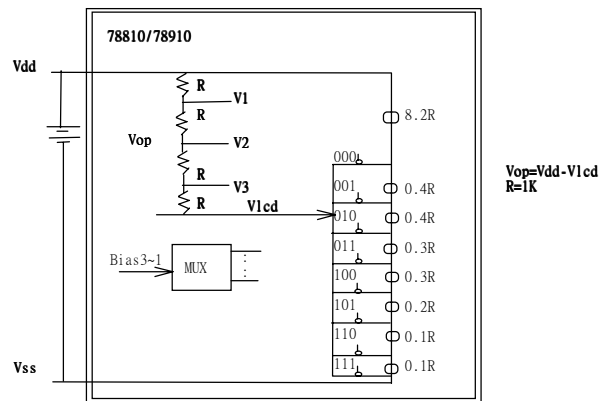 78810/78910
Vdd
R
V1
R
8.2R
Vop
V2
R
000
V3
001
0.4R
R
Vlcd
010
0.4R
Vop=Vdd-Vlcd
R=1K
011
0.3R
Bias3~1
MUX
100
0.3R
101
0.2R
110
0.1R
Vss
111
0.1R